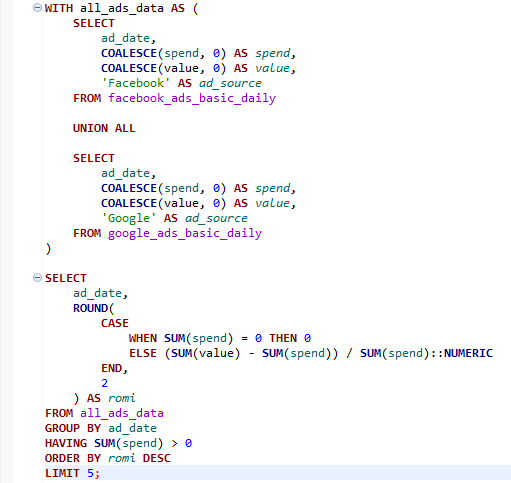 WITH all_ads_data AS (
    SELECT
        ad_date,
        COALESCE(spend, 0) AS spend,
        COALESCE(value, 0) AS value,
        'Facebook' AS ad_source
    FROM facebook_ads_basic_daily

    UNION ALL

    SELECT
        ad_date,
        COALESCE(spend, 0) AS spend,
        COALESCE(value, 0) AS value,
        'Google' AS ad_source
    FROM google_ads_basic_daily
)

SELECT
    ad_date,
    ROUND(
        CASE
            WHEN SUM(spend) = 0 THEN 0
            ELSE (SUM(value) - SUM(spend)) / SUM(spend)::NUMERIC
        END,
        2
    ) AS romi
FROM all_ads_data
GROUP BY ad_date
HAVING SUM(spend) > 0
ORDER BY romi DESC
LIMIT 5;